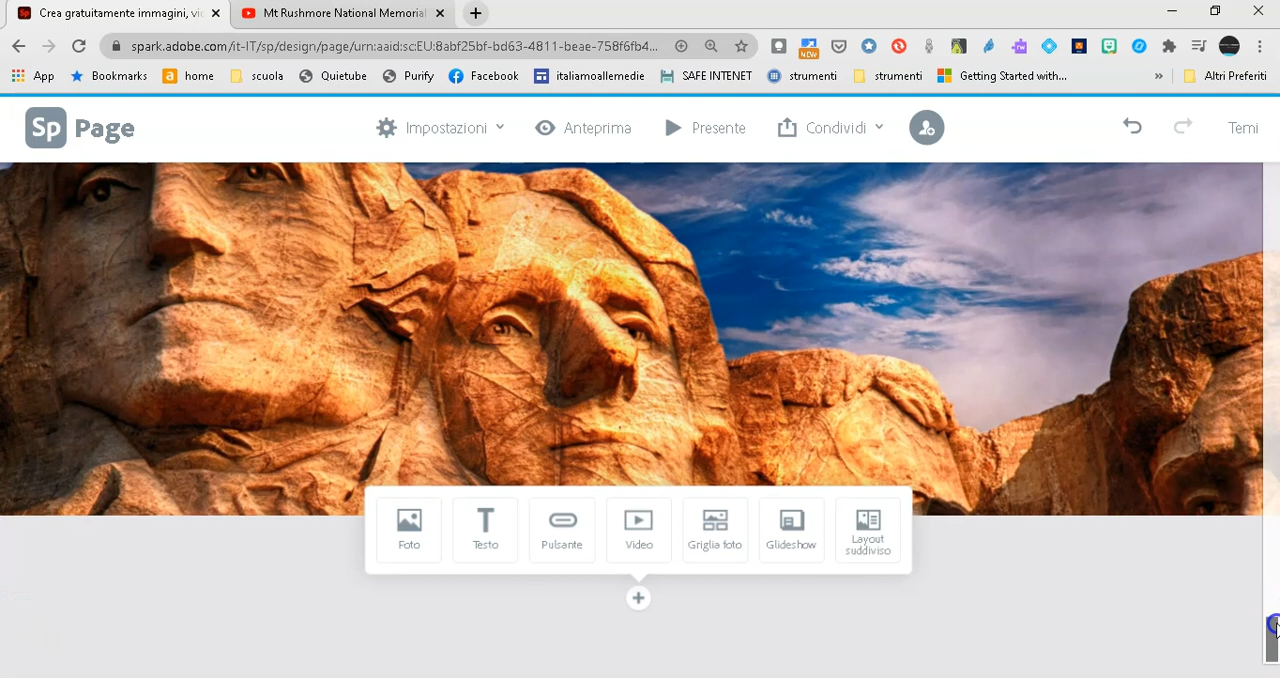 Crea gratuitamente immagini, vic
Mt Rushmore National Memorial
spark.adobe.com/it-IT/sp/design/page/urn:aaid:sc:EU:8abf25bf-bd63-4811-beae-758f6fb4...
NEW
App
Bookmarks
home
scuola
Quietube
Purify
Facebook
italiamoallemedie
SAFE INTENET
strumenti
strumenti
Getting Started with...
»
Altri Preferiti
Sp Page
Impostazioni
Anteprima
Presente
Condividi
Temi
Foto
Testo
Pulsante
Video
Griglia foto
Glideshow
Layout
suddiviso